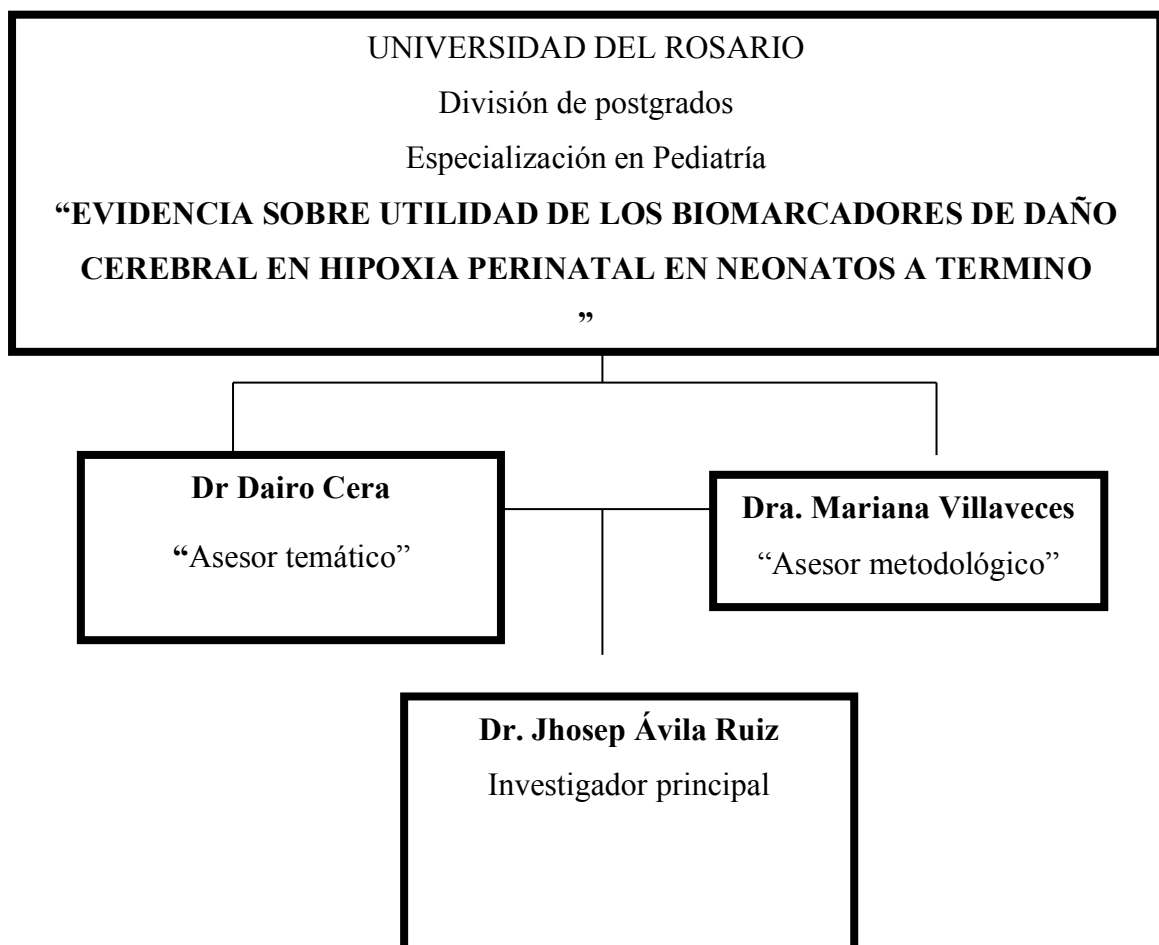 UNIVERSIDAD DEL ROSARIO
División de postgrados
Especialización en Pediatría
“EVIDENCIA SOBRE UTILIDAD DE LOS BIOMARCADORES DE DAÑO
CEREBRAL EN HIPOXIA PERINATAL EN NEONATOS A TERMINO
”
Dr Dairo Cera
“Asesor temático”
Dra. Mariana Villaveces
“Asesor metodológico”
Dr. Jhosep Ávila Ruiz
Investigador principal